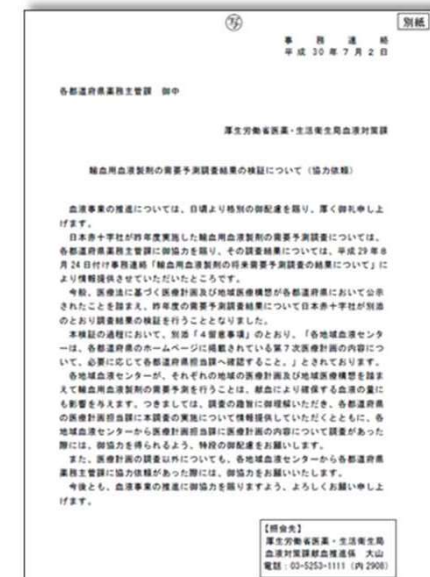 写
別紙
事務連絡
平成30年7月2日
各都道府県薬務主管課 御中
厚生労働省医薬・生活衛生局血液対策課
輸血用血液製剤の需要予測調査結果の検証について（協力依頼）
血液事業の推進については、日頃より格別の御配慮を賜り、厚く御礼申し上
げます。
日本赤十字社が昨年度実施した輸血用血液製剤の需要予測調査については、
各都道府県薬務主管課に御協力を賜り、その調査結果については、平成29年8
月24日付け事務連絡「輸血用血液製剤の将来需要予測調査の結果について」に
より情報提供させていただいたところです。
今般、医療法に基づく医療計画及び地域医療構想が各都道府県において公示
されたことを踏まえ、昨年度の需要予測調査結果について日本赤十字社が別添
のとおり調査結果の検証を行うこととなりました。
本検証の過程において、別添「4留意事項」のとおり、「各地域血液センタ
ーは、各都道府県のホームページに掲載されている第7次医療計画の内容につ
いて、必要に応じて各都道府県担当課へ確認すること。」とされております。
各地域血液センターが、それぞれの地域の医療計画及び地域医療構想を踏ま
えて輸血用血液製剤の需要予測を行うことは、献血により確保する血液の量に
も影響を与えます。つきましては、調査の趣旨に御理解いただき、各都道府県
の医療計画担当課に本調査の実施について情報提供していただくとともに、各
地域血液センターから医療計画担当課に医療計画の内容について調査があった
際には、御協力を得られるよう、特段の御配慮をお願いします。
また、医療計画の調査以外についても、各地域血液センターから各都道府県
薬務主管課に協力依頼があった際には、御協力をお願いいたします。
今後とも、血液事業の推進に御協力を賜りますよう、よろしくお願い申し上
げます。
【照会先】
厚生労働省医薬・生活衛生局
血液対策課献血推進係 大山
電話：03-5253-1111（内2908）